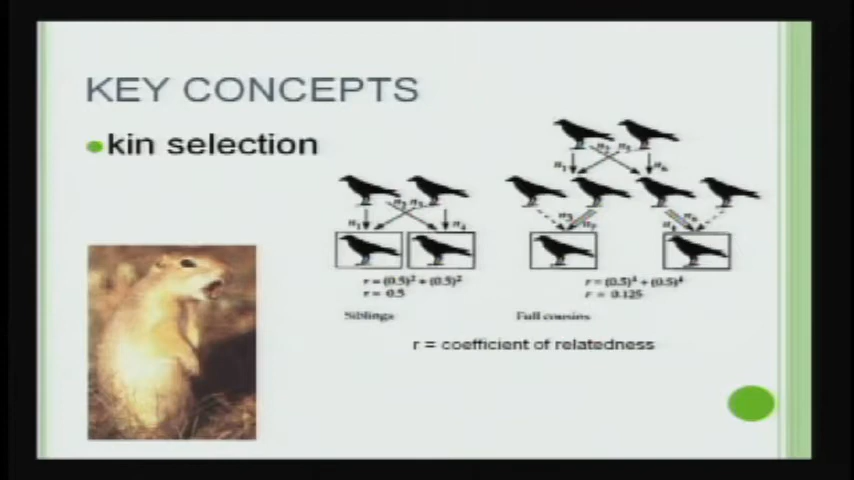 KEY CONCEPTS
kin selection
r = (0.5)² + (0.5)²
r = 0.5
Siblings
r = (0.5)⁴ + (0.5)⁴
r = 0.125
Full cousins
r = coefficient of relatedness